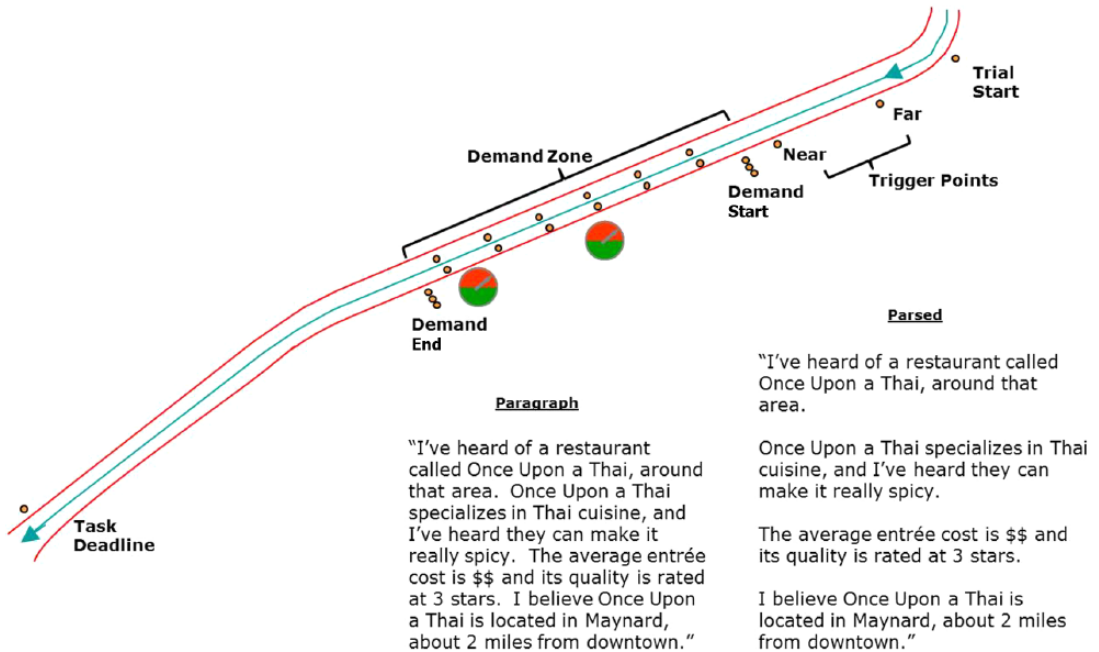 Trial
Start
Far
Demand Zone
Near
Trigger Points
Demand
Start
Demand
End
Task
Deadline
Paragraph
“I’ve heard of a restaurant
called Once Upon a Thai, around
that area.  Once Upon a Thai
specializes in Thai cuisine, and
I’ve heard they can make it
really spicy.  The average entrée
cost is $$ and its quality is rated
at 3 stars.  I believe Once Upon
a Thai is located in Maynard,
about 2 miles from downtown.”
Parsed
“I’ve heard of a restaurant called
Once Upon a Thai, around that
area.
Once Upon a Thai specializes in Thai
cuisine, and I’ve heard they can
make it really spicy.
The average entrée cost is $$ and
its quality is rated at 3 stars.
I believe Once Upon a Thai is
located in Maynard, about 2 miles
from downtown.”